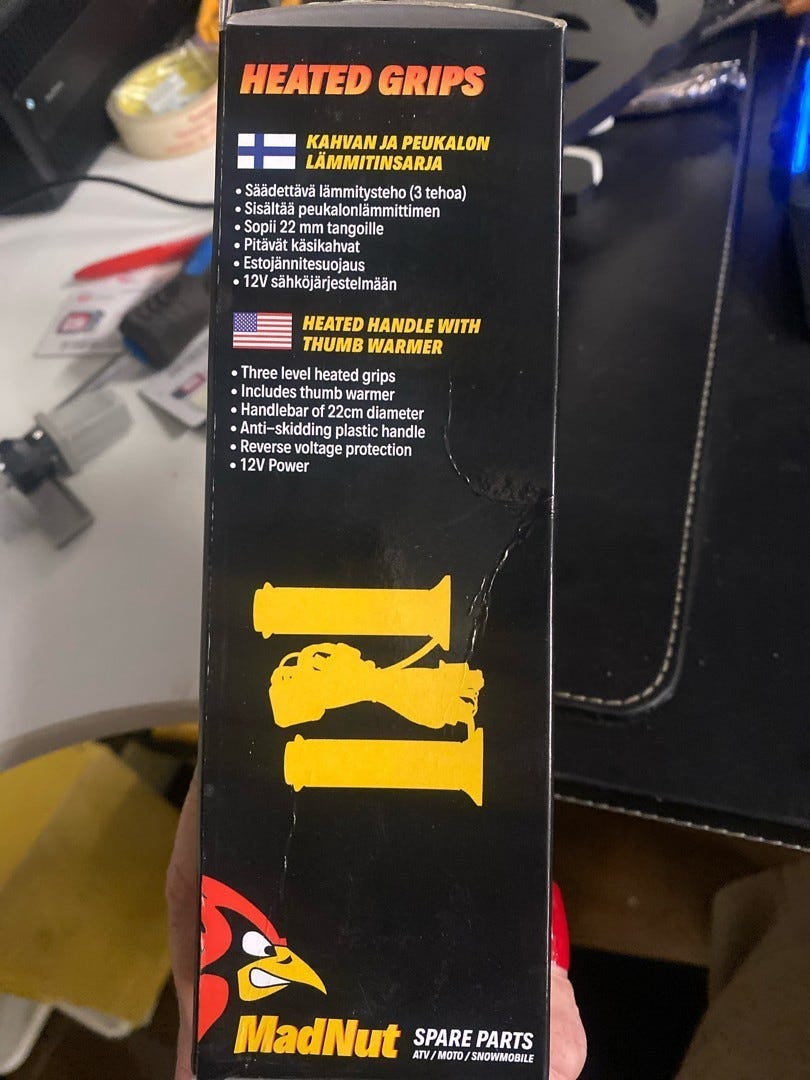 HEATED GRIPS
KAHVAN JA PEUKALON
LÄMMITINSARJA
• Säädettävä lämmitysteho (3 tehoa)
• Sisältää peukalonlämmittimen
• Sopii 22 mm tangoille
• Pitävät käsikahvat
• Estojännitesuojaus
• 12V sähköjärjestelmään
HEATED HANDLE WITH
THUMB WARMER
• Three level heated grips
• Includes thumb warmer
• Handlebar of 22cm diameter
• Anti-skidding plastic handle
• Reverse voltage protection
• 12V Power
MadNut SPARE PARTS
ATV / MOTO / SNOWMOBILE